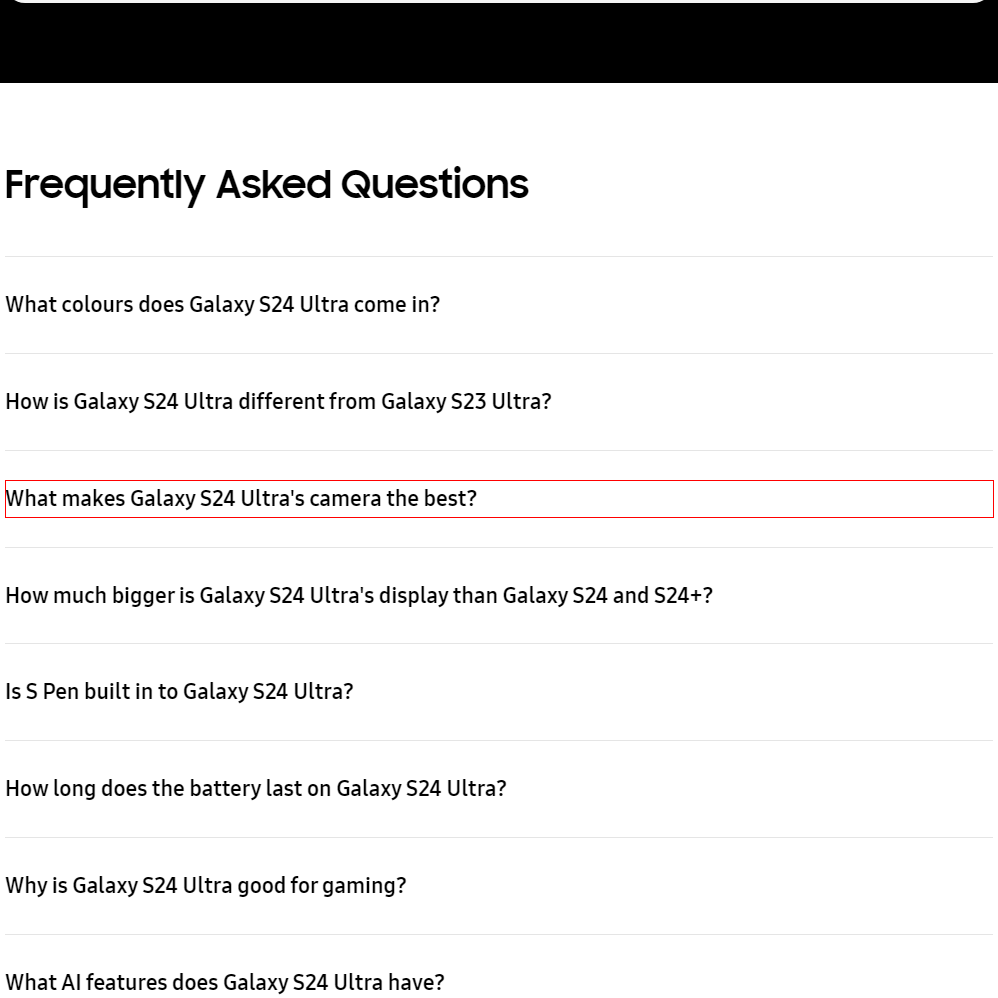 Frequently Asked Questions
What colours does Galaxy S24 Ultra come in?
How is Galaxy S24 Ultra different from Galaxy S23 Ultra?
What makes Galaxy S24 Ultra's camera the best?
How much bigger is Galaxy S24 Ultra's display than Galaxy S24 and S24+?
Is S Pen built in to Galaxy S24 Ultra?
How long does the battery last on Galaxy S24 Ultra?
Why is Galaxy S24 Ultra good for gaming?
What AI features does Galaxy S24 Ultra have?